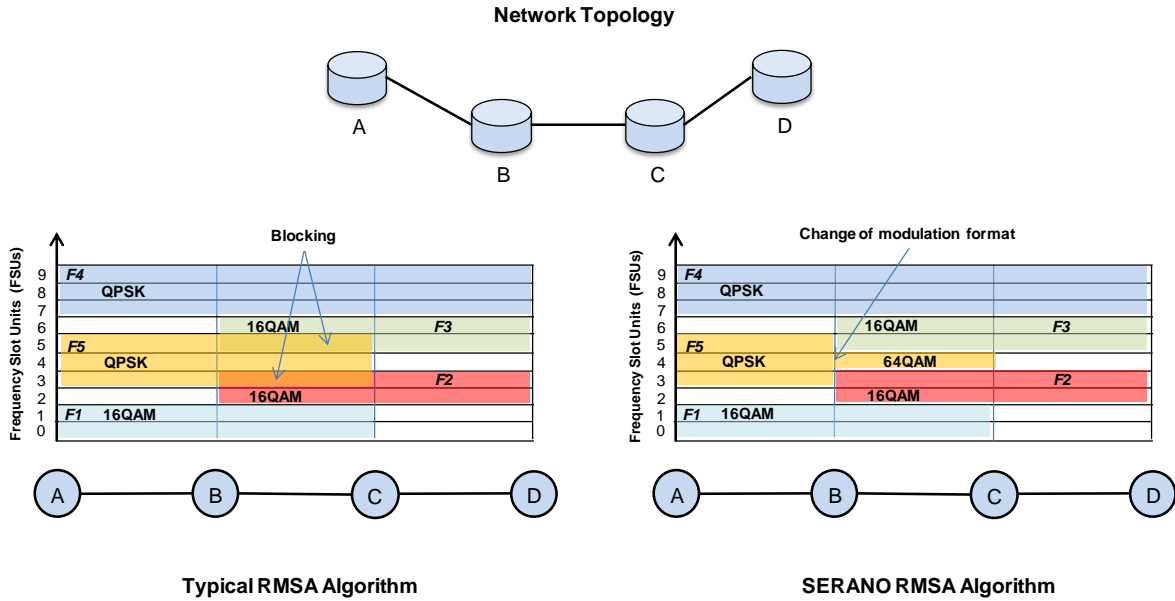 Network Topology
A
B
C
D
Blocking
Frequency Slot Units (FSUs)
9
8
7
6
5
4
3
2
1
0
F4
QPSK
16QAM
F3
F5
QPSK
F2
16QAM
F1 16QAM
A
B
C
D
Typical RMSA Algorithm
Change of modulation format
Frequency Slot Units (FSUs)
9
8
7
6
5
4
3
2
1
0
F4
QPSK
16QAM
F3
F5
QPSK
64QAM
F2
16QAM
F1 16QAM
A
B
C
D
SERANO RMSA Algorithm